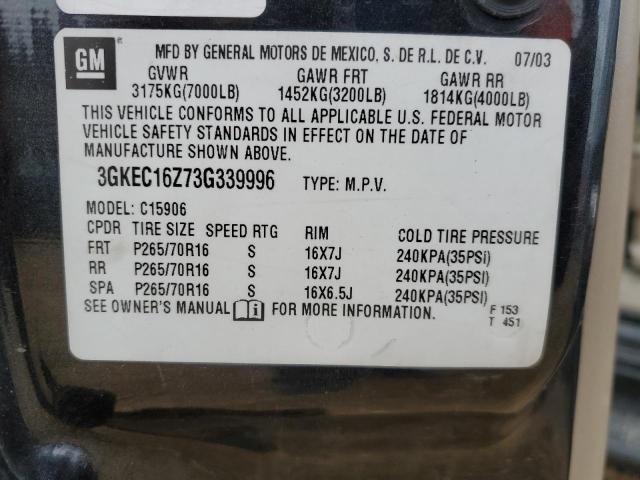 GM
MFD BY GENERAL MOTORS DE MEXICO, S. DE R.L. DE C.V. 07/03
GVWR GAWR FRT GAWR RR
3175KG(7000LB) 1452KG(3200LB) 1814KG(4000LB)
THIS VEHICLE CONFORMS TO ALL APPLICABLE U.S. FEDERAL MOTOR
VEHICLE SAFETY STANDARDS IN EFFECT ON THE DATE OF
MANUFACTURE SHOWN ABOVE.
3GKEC16Z73G339996 TYPE: M.P.V.
MODEL: C15906
CPDR TIRE SIZE SPEED RTG RIM COLD TIRE PRESSURE
FRT P265/70R16 S 16X7J 240KPA(35PSI)
RR P265/70R16 S 16X7J 240KPA(35PSI)
SPA P265/70R16 S 16X6.5J 240KPA(35PSI)
SEE OWNER'S MANUAL i FOR MORE INFORMATION. F 153
T 451